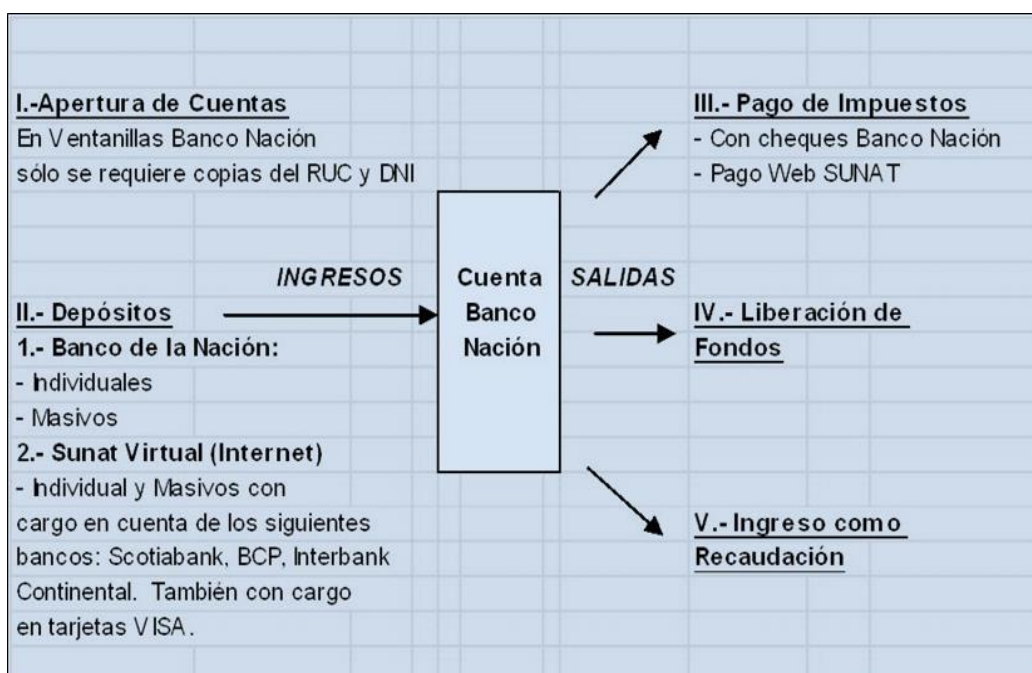 I.-Apertura de Cuentas
En Ventanillas Banco Nación
sólo se requiere copias del RUC y DNI
INGRESOS
II.- Depósitos
1.- Banco de la Nación:
- Individuales
- Masivos
2.- Sunat Virtual (Internet)
- Individual y Masivos con
cargo en cuenta de los siguientes
bancos: Scotiabank, BCP, Interbank
Continental. También con cargo
en tarjetas VISA.
Cuenta
Banco
Nación
SALIDAS
III.- Pago de Impuestos
- Con cheques Banco Nación
- Pago Web SUNAT
IV.- Liberación de
Fondos
V.- Ingreso como
Recaudación